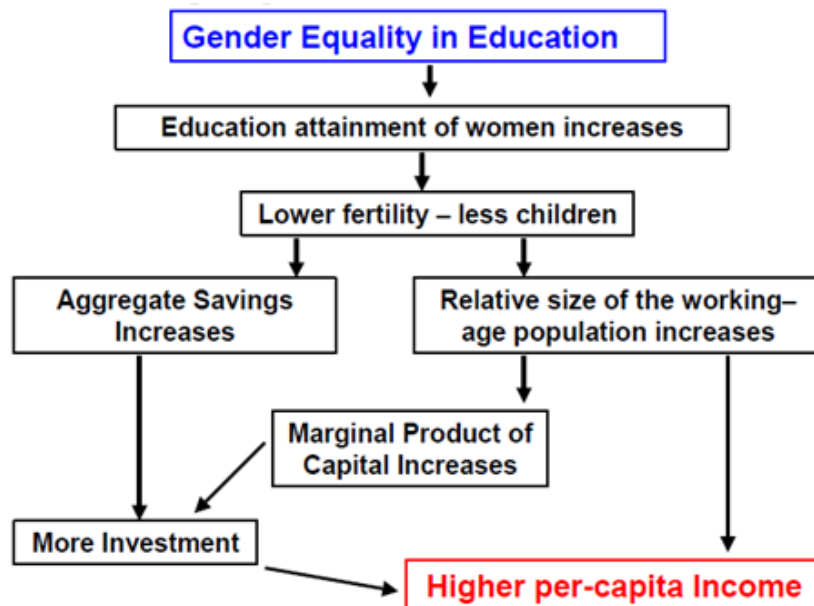 Gender Equality in Education
Education attainment of women increases
Lower fertility – less children
Aggregate Savings
Increases
Relative size of the working–
age population increases
Marginal Product of
Capital Increases
More Investment
Higher per-capita Income